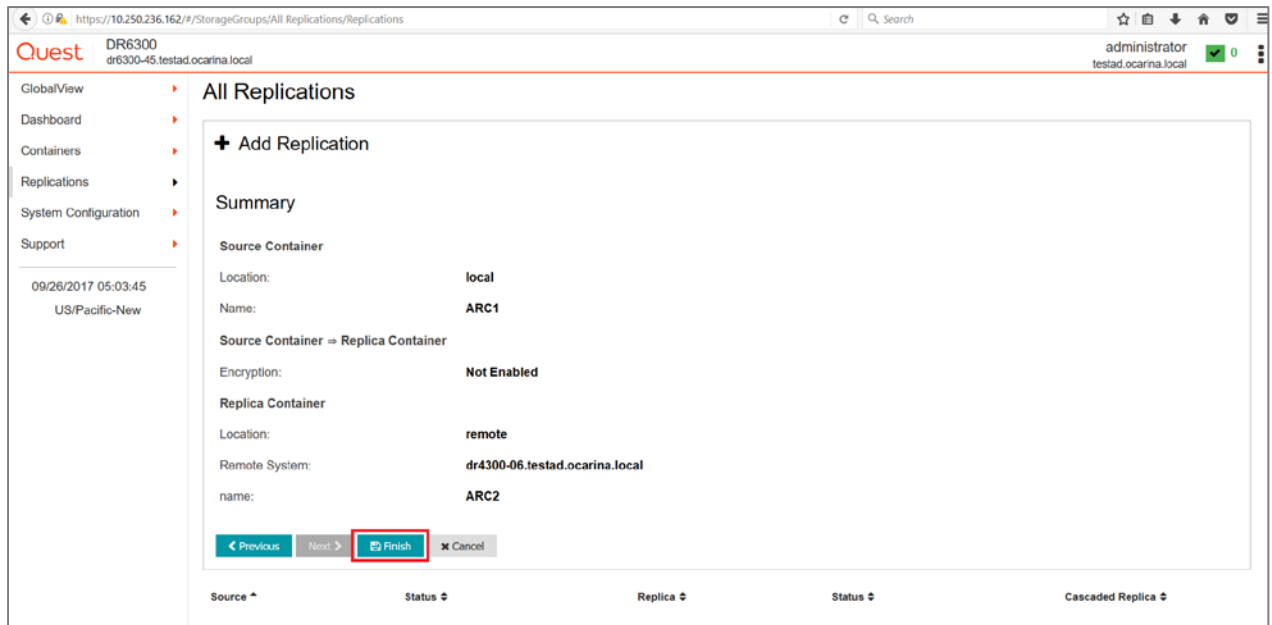 https://10.250.236.162/#/StorageGroups/All Replications/Replications
Search
Quest
DR6300
dr6300-45.testad.ocarina.local
administrator
testad.ocarina.local
0
GlobalView
Dashboard
Containers
Replications
System Configuration
Support
09/26/2017 05:03:45
US/Pacific-New
All Replications
Add Replication
Summary
Source Container
Location: local
Name: ARC1
Source Container ⇒ Replica Container
Encryption: Not Enabled
Replica Container
Location: remote
Remote System: dr4300-06.testad.ocarina.local
name: ARC2
Previous Next Finish Cancel
Source Status Replica Status Cascaded Replica